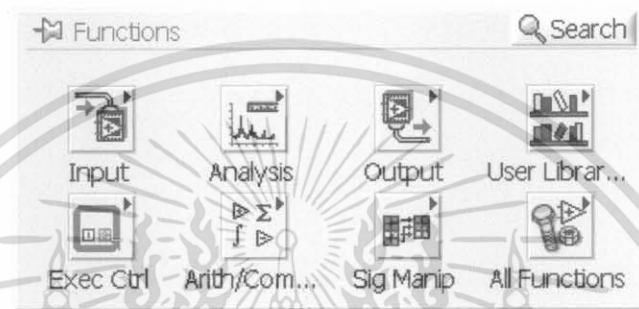 Functions
Search
Input Analysis Output User Librar...
Exec Ctrl Arith/Com... Sig Manip All Functions